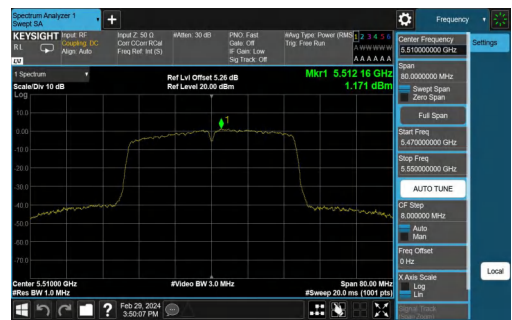 Spectrum Analyzer 1
Swept SA
Frequency
KEYSIGHT
RL
Input: RF
Coupling: DC
Align: Auto
Input Z: 50 Ω
Corr CCorr RCal
Freq Ref: Int (S)
#Atten: 30 dB
PNO: Fast
Gate: Off
IF Gain: Low
Sig Track: Off
#Avg Type: Power (RMS)
Trig: Free Run
1 2 3 4 5 6
A W W W W W
A A A A A A
LV
1 Spectrum
Scale/Div 10 dB
Log
Ref Lvl Offset 5.26 dB
Ref Level 20.00 dBm
Mkr1 5.512 16 GHz
1.171 dBm
1
10.0
0.00
-10.0
-20.0
-30.0
-40.0
-50.0
-60.0
-70.0
Center 5.51000 GHz
#Res BW 1.0 MHz
#Video BW 3.0 MHz
Span 80.00 MHz
#Sweep 20.0 ms (1001 pts)
Center Frequency
5.510000000 GHz
Settings
Span
80.0000000 MHz
Swept Span
Zero Span
Full Span
Start Freq
5.470000000 GHz
Stop Freq
5.550000000 GHz
AUTO TUNE
CF Step
8.000000 MHz
Auto
Man
Freq Offset
0 Hz
X Axis Scale
Log
Lin
Local
Signal Track
Feb 29, 2024
3:50:07 PM